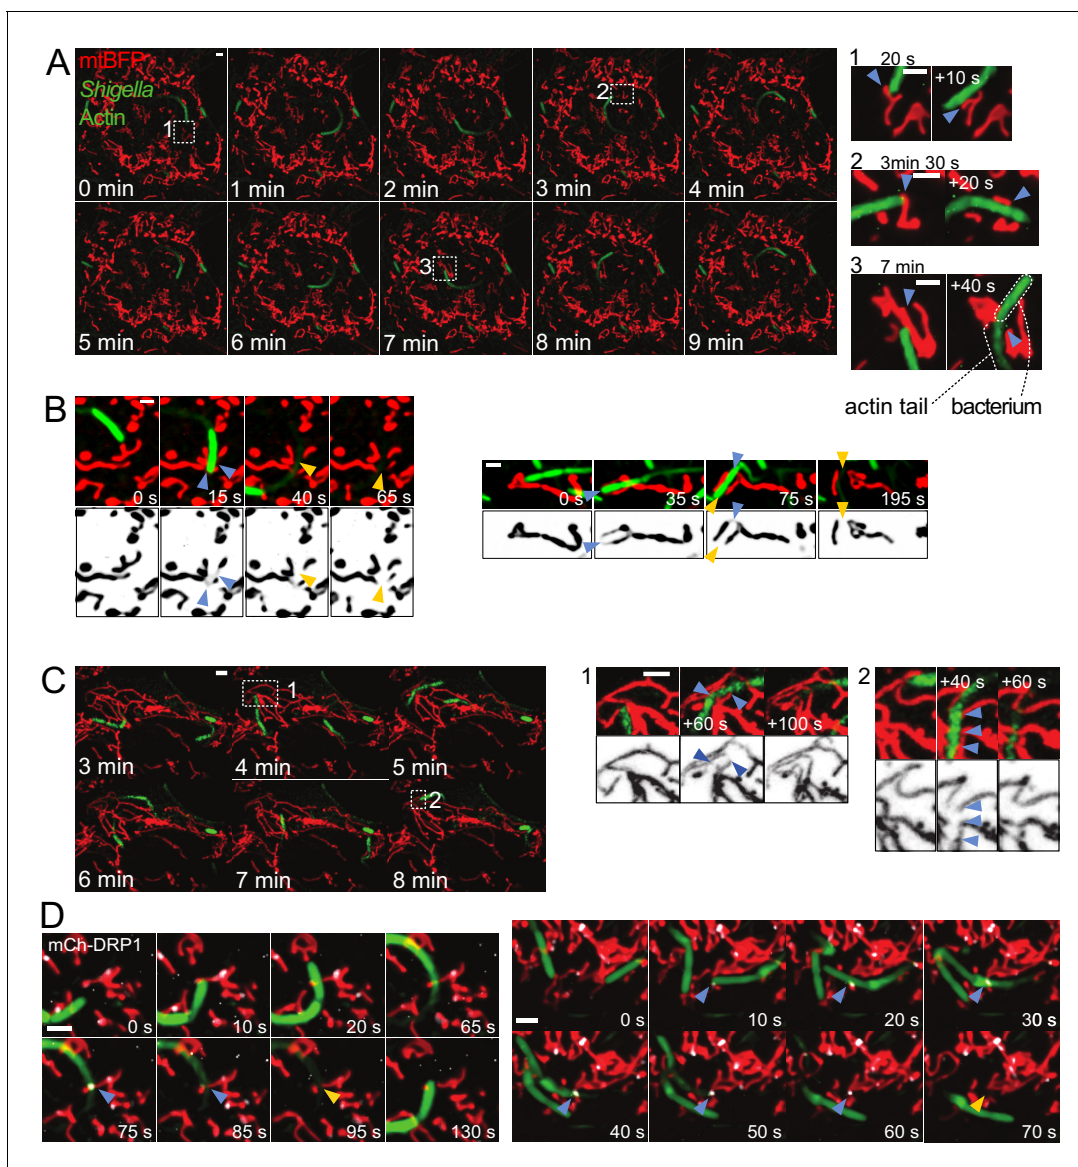 A
mtBFP
Shigella
Actin
1
2
3
0 min
1 min
2 min
3 min
4 min
5 min
6 min
7 min
8 min
9 min
1
20 s
+10 s
2
3min 30 s
+20 s
3
7 min
+40 s
actin tail
bacterium
B
0 s
15 s
40 s
65 s
0 s
35 s
75 s
195 s
C
1
2
3 min
4 min
5 min
6 min
7 min
8 min
1
+60 s
+100 s
2
+40 s
+60 s
D
mCh-DRP1
0 s
10 s
20 s
65 s
75 s
85 s
95 s
130 s
0 s
10 s
20 s
30 s
40 s
50 s
60 s
70 s